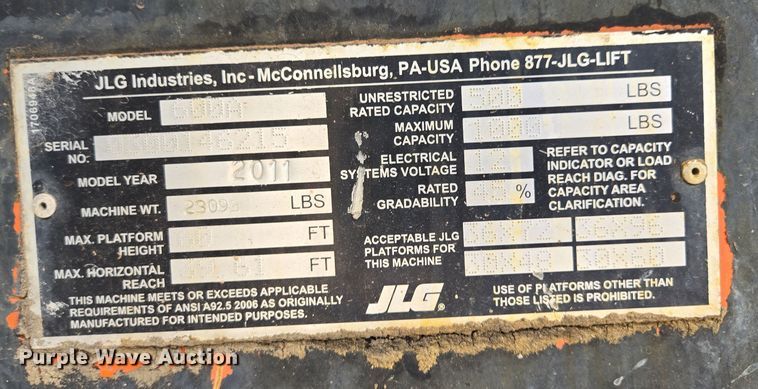 JLG Industries, Inc - McConnellsburg, PA-USA Phone 877-JLG-LIFT
MODEL 600A
SERIAL NO.
MODEL YEAR 2011
MACHINE WT. LBS
MAX. PLATFORM HEIGHT FT
MAX. HORIZONTAL REACH FT
THIS MACHINE MEETS OR EXCEEDS APPLICABLE
REQUIREMENTS OF ANSI A92.5 2006 AS ORIGINALLY
MANUFACTURED FOR INTENDED PURPOSES.
UNRESTRICTED RATED CAPACITY 500 LBS
MAXIMUM CAPACITY 1000 LBS
ELECTRICAL SYSTEMS VOLTAGE 12
RATED GRADABILITY %
REFER TO CAPACITY
INDICATOR OR LOAD
REACH DIAG. FOR
CAPACITY AREA
CLARIFICATION.
ACCEPTABLE JLG
PLATFORMS FOR
THIS MACHINE
JLG
USE OF PLATFORMS OTHER THAN
THOSE LISTED IS PROHIBITED.
Purple Wave Auction